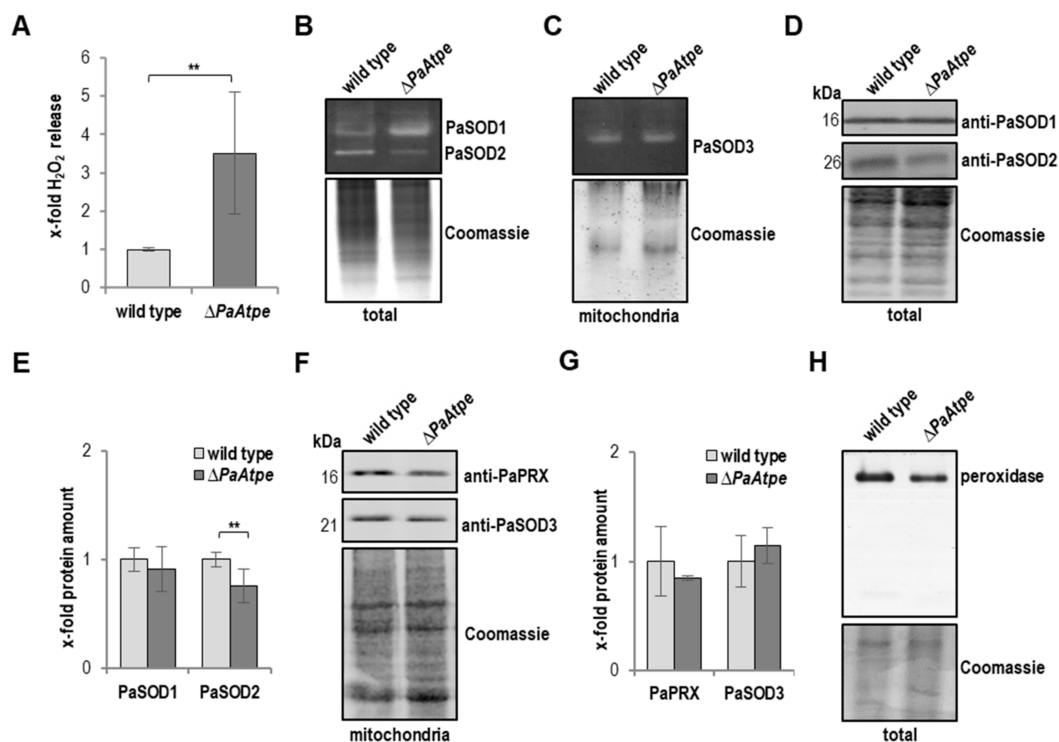 A
x-fold H₂O₂ release
6
5
4
3
2
1
0
**
wild type
ΔPaAtpe
B
wild type
ΔPaAtpe
PaSOD1
PaSOD2
Coomassie
total
C
wild type
ΔPaAtpe
PaSOD3
Coomassie
mitochondria
D
wild type
ΔPaAtpe
kDa
16
anti-PaSOD1
26
anti-PaSOD2
Coomassie
total
E
x-fold protein amount
2
1
0
wild type
ΔPaAtpe
**
PaSOD1
PaSOD2
F
wild type
ΔPaAtpe
kDa
16
anti-PaPRX
21
anti-PaSOD3
Coomassie
mitochondria
G
x-fold protein amount
2
1
0
wild type
ΔPaAtpe
PaPRX
PaSOD3
H
wild type
ΔPaAtpe
peroxidase
Coomassie
total